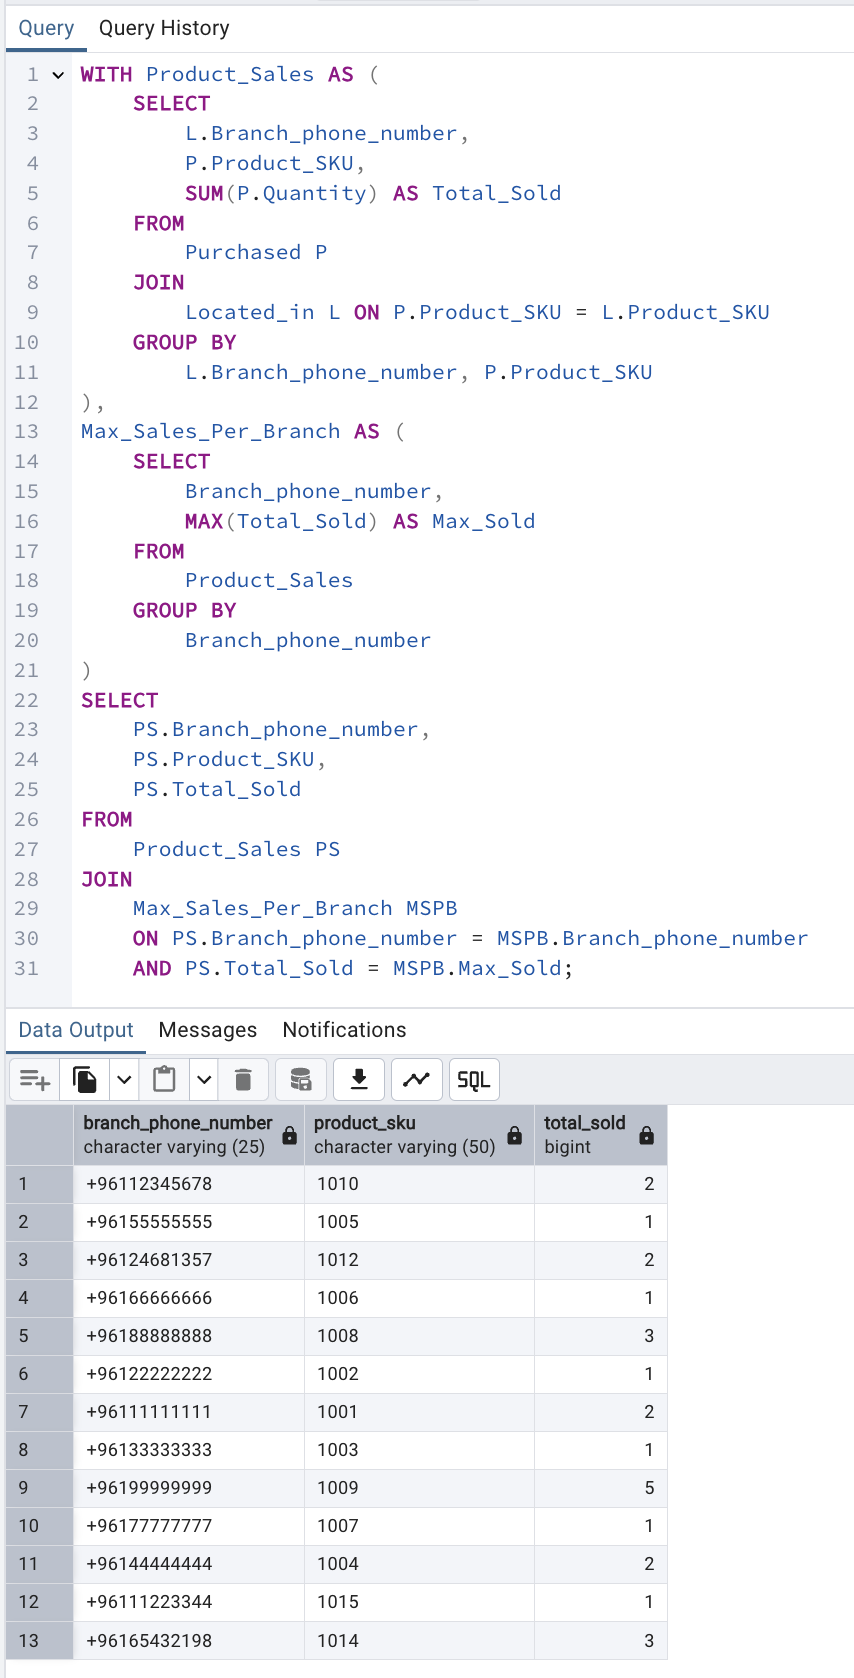 Query Query History
1 WITH Product_Sales AS (
2 SELECT
3 L.Branch_phone_number,
4 P.Product_SKU,
5 SUM(P.Quantity) AS Total_Sold
6 FROM
7 Purchased P
8 JOIN
9 Located_in L ON P.Product_SKU = L.Product_SKU
10 GROUP BY
11 L.Branch_phone_number, P.Product_SKU
12 ),
13 Max_Sales_Per_Branch AS (
14 SELECT
15 Branch_phone_number,
16 MAX(Total_Sold) AS Max_Sold
17 FROM
18 Product_Sales
19 GROUP BY
20 Branch_phone_number
21 )
22 SELECT
23 PS.Branch_phone_number,
24 PS.Product_SKU,
25 PS.Total_Sold
26 FROM
27 Product_Sales PS
28 JOIN
29 Max_Sales_Per_Branch MSPB
30 ON PS.Branch_phone_number = MSPB.Branch_phone_number
31 AND PS.Total_Sold = MSPB.Max_Sold;
Data Output Messages Notifications
SQL
branch_phone_number product_sku total_sold
character varying (25) character varying (50) bigint
1 +96112345678 1010 2
2 +96155555555 1005 1
3 +96124681357 1012 2
4 +96166666666 1006 1
5 +96188888888 1008 3
6 +96122222222 1002 1
7 +96111111111 1001 2
8 +96133333333 1003 1
9 +96199999999 1009 5
10 +96177777777 1007 1
11 +96144444444 1004 2
12 +96111223344 1015 1
13 +96165432198 1014 3